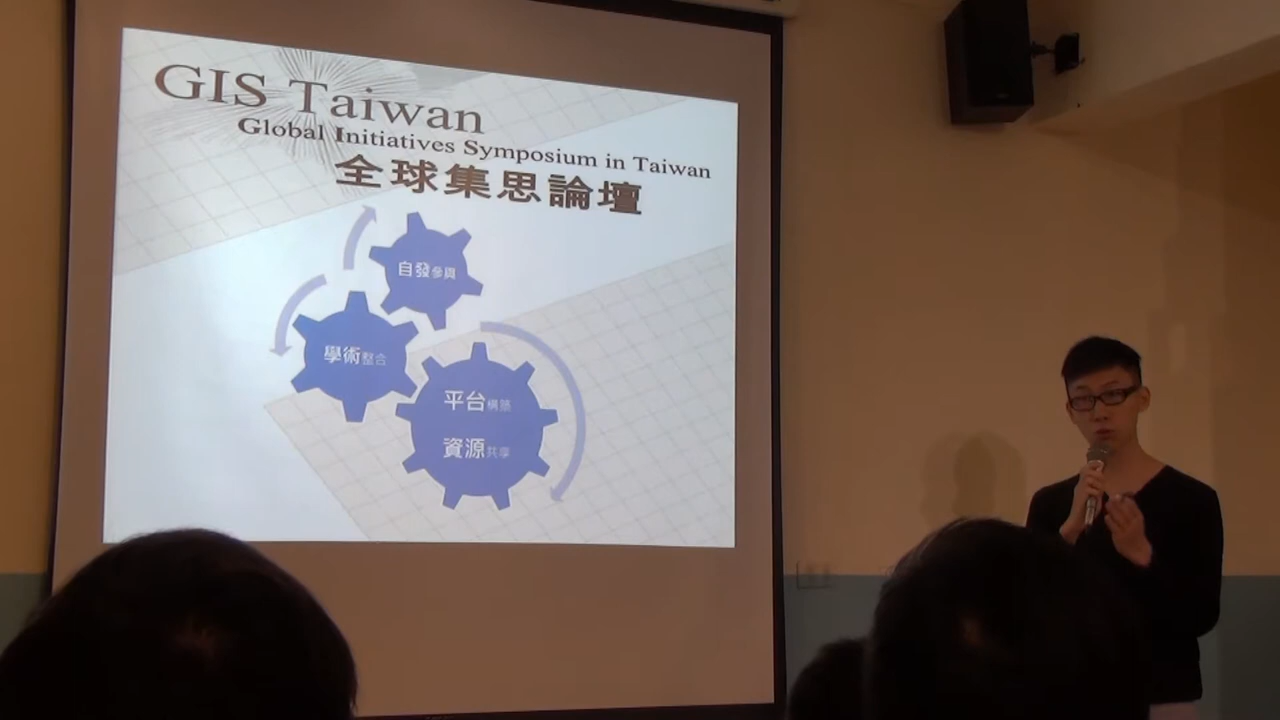 GIS Taiwan
Global Initiatives Symposium in Taiwan
全球集思論壇
自發參與
學術整合
平台構築
資源共享